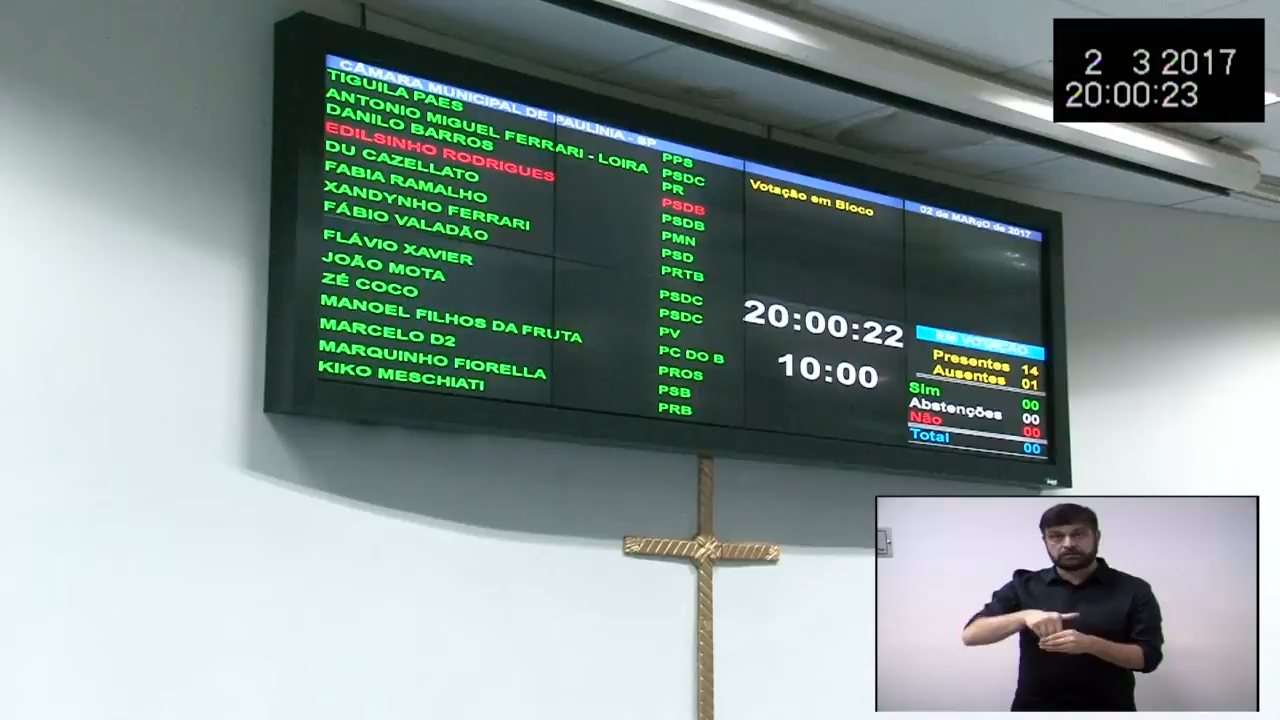 2 3 2017
20:00:23
CÂMARA MUNICIPAL DE PAULÍNIA - SP
02 de MARÇO de 2017
TIGUILA PAES PPS
ANTONIO MIGUEL FERRARI - LOIRA PSDC
DANILO BARROS PR
EDILSINHO RODRIGUES PSDB
DU CAZELLATO PSDB
FABIA RAMALHO PMN
XANDYNHO FERRARI PSD
FÁBIO VALADÃO PRTB
FLÁVIO XAVIER PSDC
JOÃO MOTA PSDC
ZÉ COCO PV
MANOEL FILHOS DA FRUTA PC DO B
MARCELO D2 PROS
MARQUINHO FIORELLA PSB
KIKO MESCHIATI PRB
Votação em Bloco
20:00:22
10:00
EM VOTAÇÃO
Presentes 14
Ausentes 01
Sim 00
Abstenções 00
Não 00
Total 00